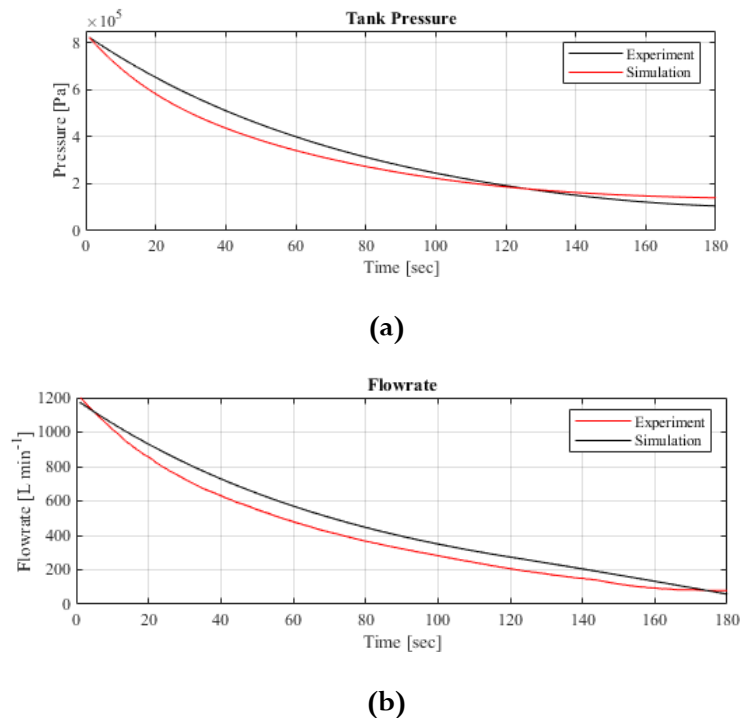 Tank Pressure
×10⁵
8
6
4
2
0
Pressure [Pa]
Experiment
Simulation
0 20 40 60 80 100 120 140 160 180
Time [sec]
(a)
Flowrate
1200
1000
800
600
400
200
0
Flowrate [L min⁻¹]
Experiment
Simulation
0 20 40 60 80 100 120 140 160 180
Time [sec]
(b)